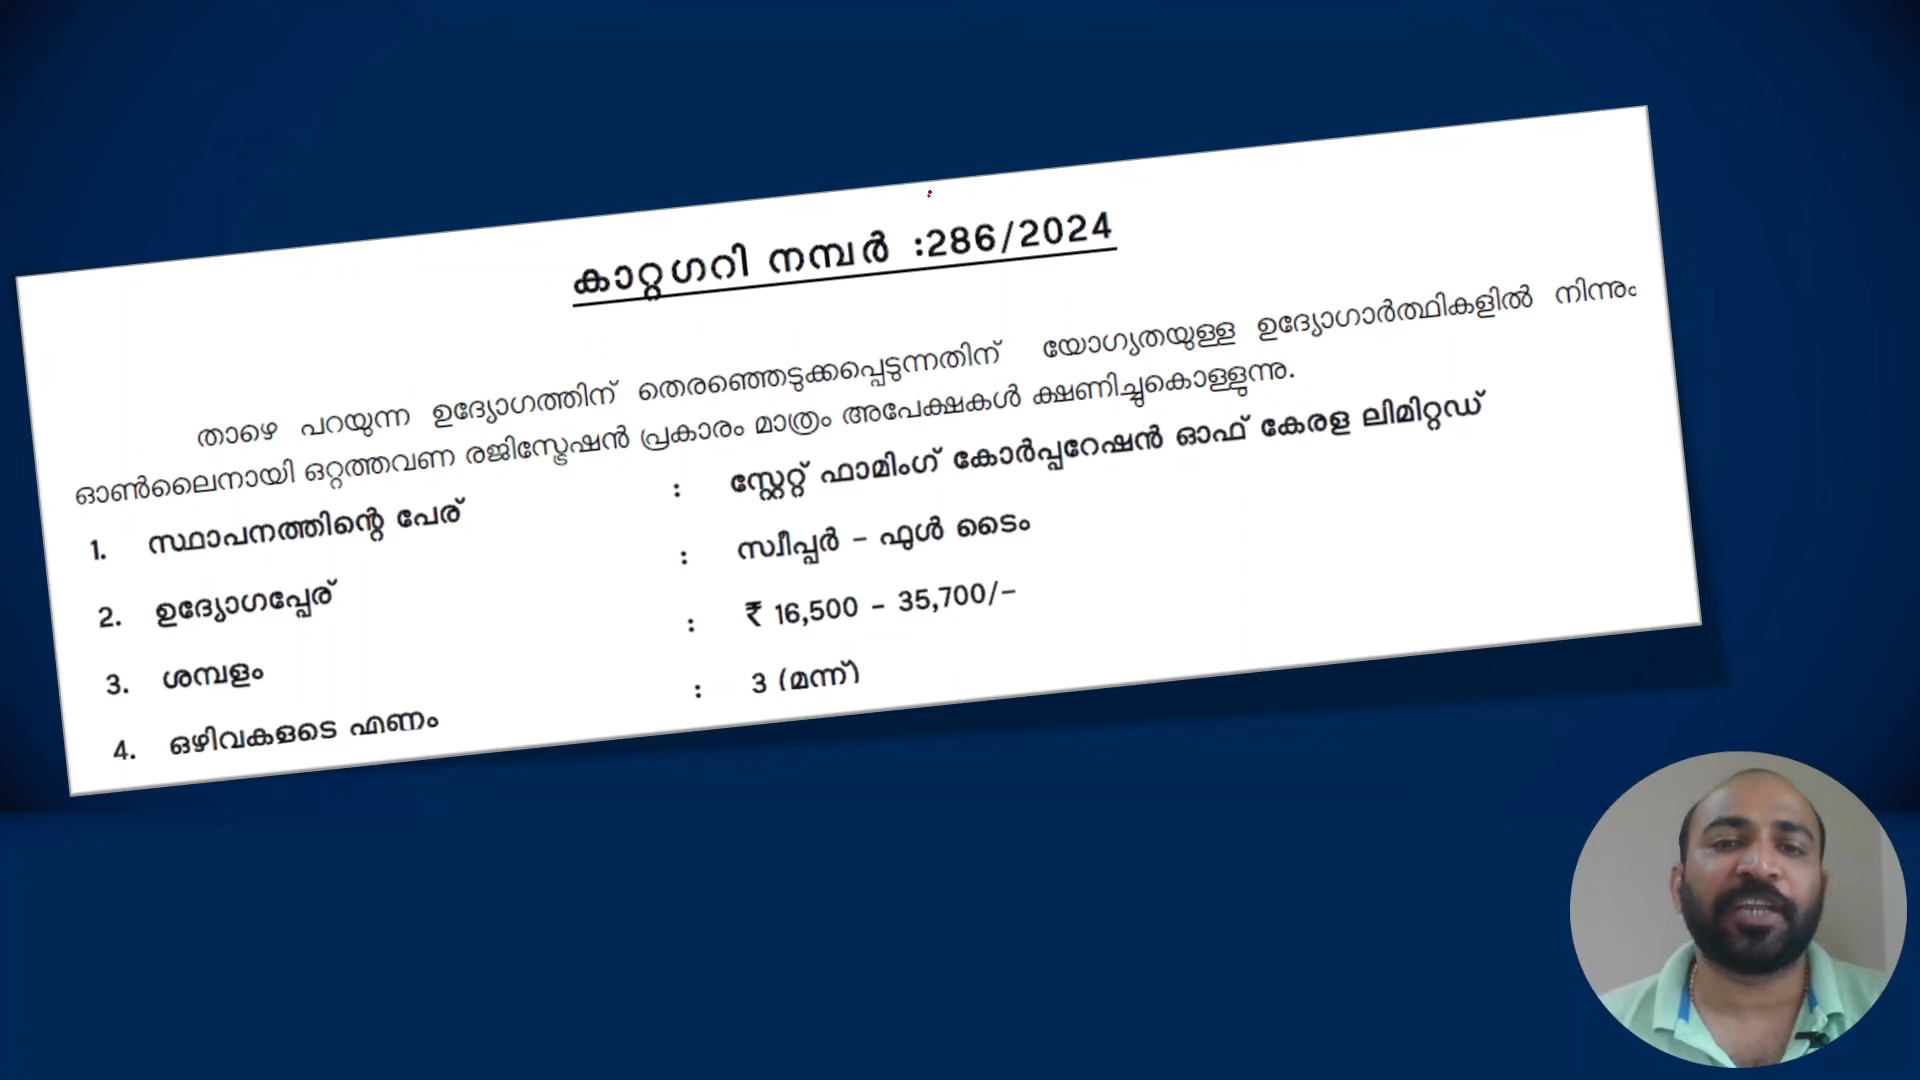 കാറ്റഗറി നമ്പർ :286/2024
താഴെ പറയുന്ന ഉദ്യോഗത്തിന് തെരഞ്ഞെടുക്കപ്പെടുന്നതിന് യോഗ്യതയുള്ള ഉദ്യോഗാർത്ഥികളിൽ നിന്നും
ഓൺലൈനായി ഒറ്റത്തവണ രജിസ്ട്രേഷൻ പ്രകാരം മാത്രം അപേക്ഷകൾ ക്ഷണിച്ചുകൊള്ളുന്നു.
1. സ്ഥാപനത്തിന്റെ പേര് : സ്റ്റേറ്റ് ഫാമിംഗ് കോർപ്പറേഷൻ ഓഫ് കേരള ലിമിറ്റഡ്
2. ഉദ്യോഗപ്പേര് : സ്വീപ്പർ – ഫുൾ ടൈം
3. ശമ്പളം : ₹ 16,500 – 35,700/–
4. ഒഴിവുകളുടെ എണ്ണം : 3 (മൂന്ന്)